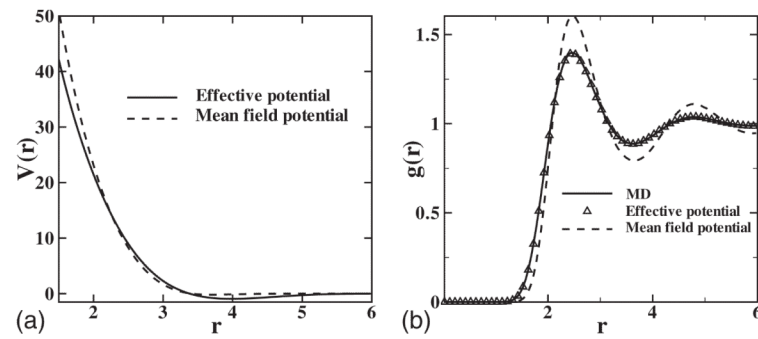 50
40
30
20
10
0
V(r)
Effective potential
Mean field potential
2
3
4
5
6
(a)
r
1.5
1
0.5
0
g(r)
MD
Effective potential
Mean field potential
2
4
6
(b)
r